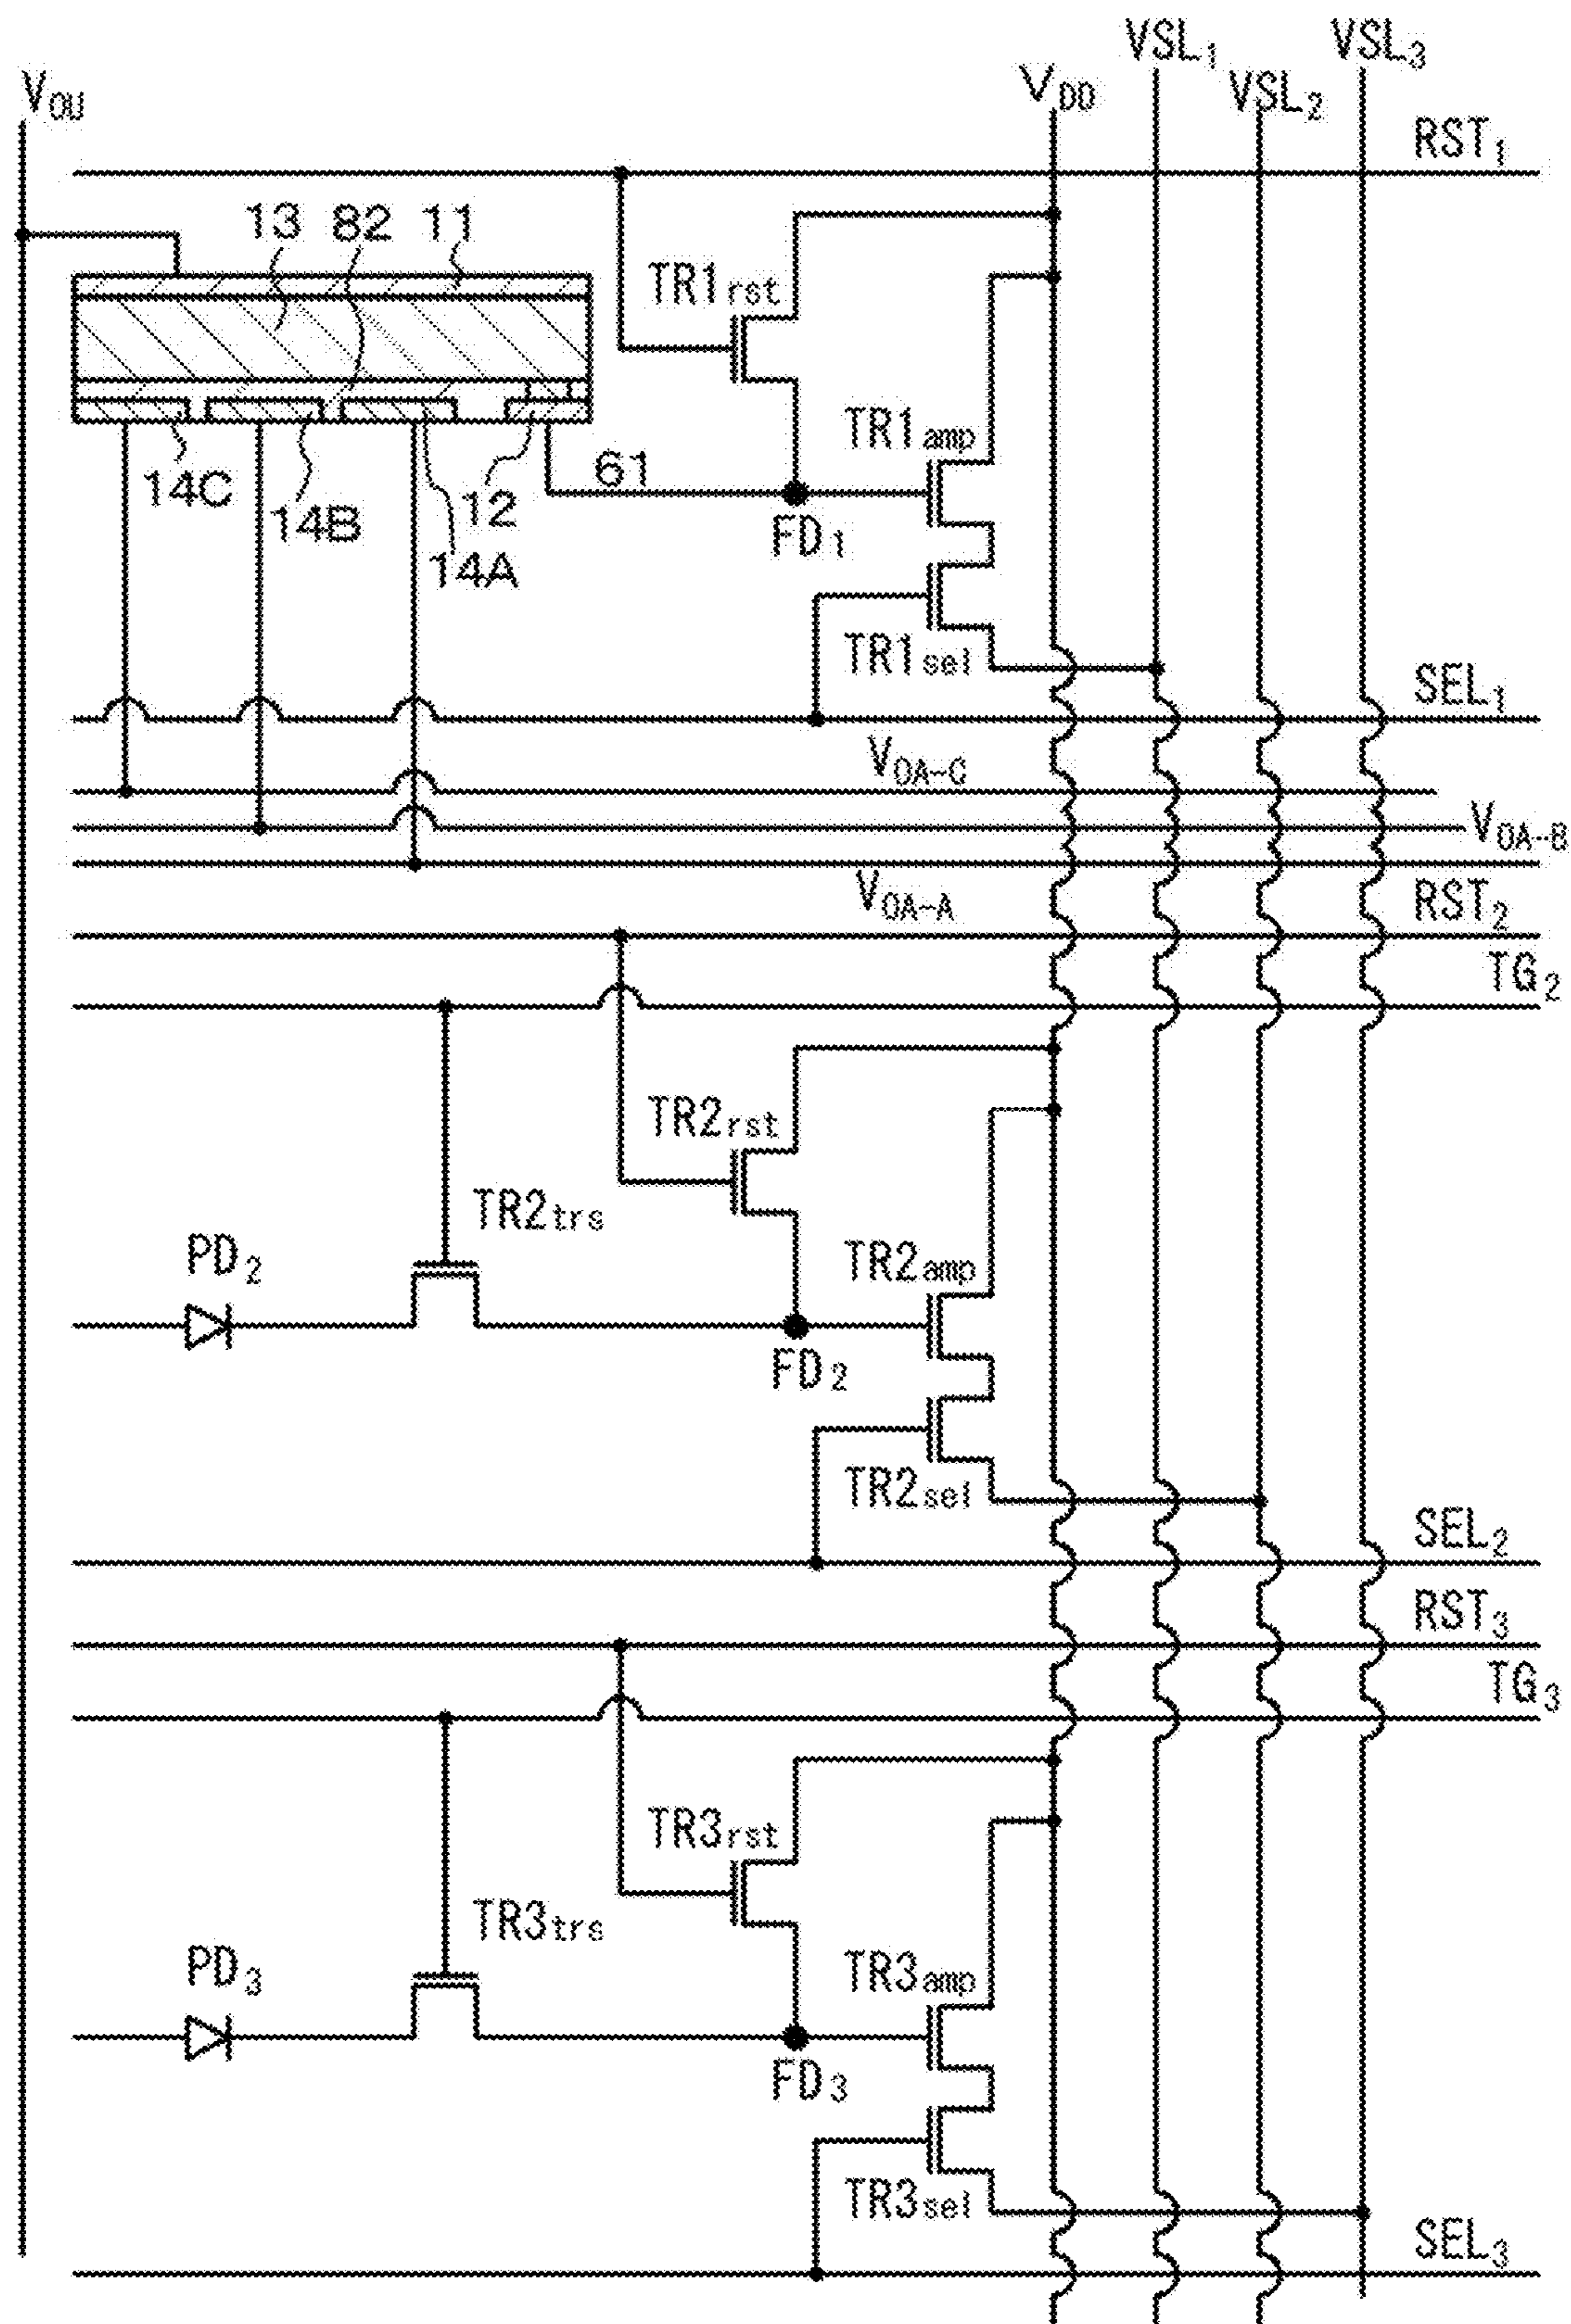 VSL1 VSL3
VOU VDD VSL2
RST1
13 82 11
TR1rst
TR1amp
61
14C 12
14B FD1
14A
TR1sel
SEL1
VOA-C
VOA-B
VOA-A RST2
TG2
TR2rst
TR2trs
PD2 TR2amp
FD2
TR2sel
SEL2
RST3
TG3
TR3rst
TR3trs
PD3 TR3amp
FD3
TR3sel
SEL3